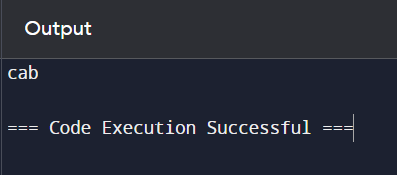 Output
cab
=== Code Execution Successful ===